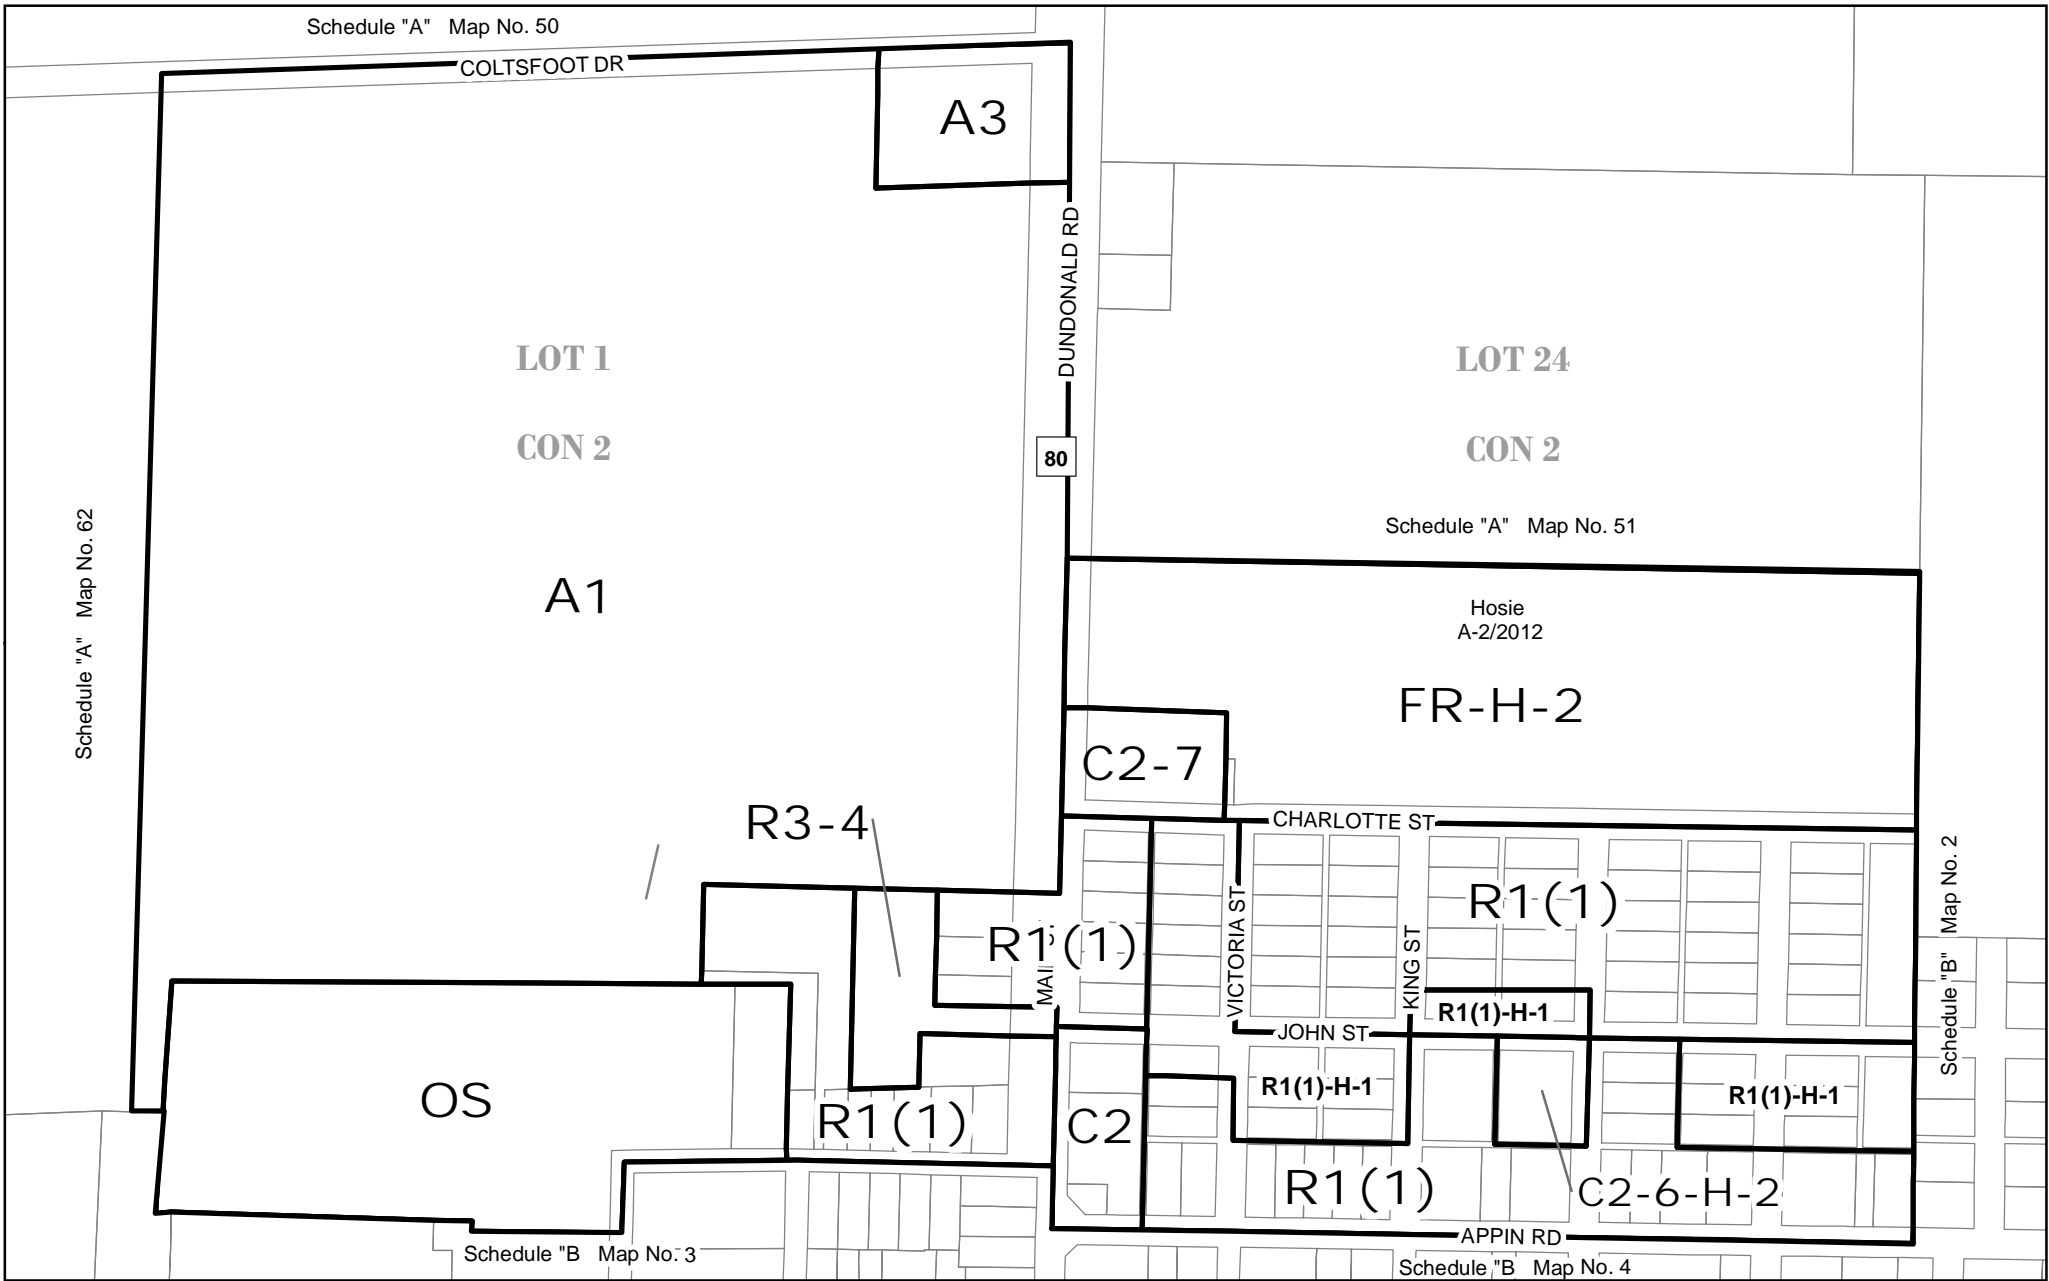 Schedule "A" Map No. 50
COLTSFOOT DR
A3
DUNDONALD RD
LOT 1
CON 2
LOT 24
CON 2
80
Schedule "A" Map No. 51
Schedule "A" Map No. 62
A1
Hosie
A-2/2012
FR-H-2
C2-7
R3-4
CHARLOTTE ST
R1(1)
R1(1)
VICTORIA ST
KING ST
Schedule "B" Map No. 2
R1(1)-H-1
JOHN ST
OS
R1(1)
C2
R1(1)-H-1
R1(1)-H-1
R1(1)
C2-6-H-2
APPIN RD
Schedule "B Map No. 3
Schedule "B Map No. 4